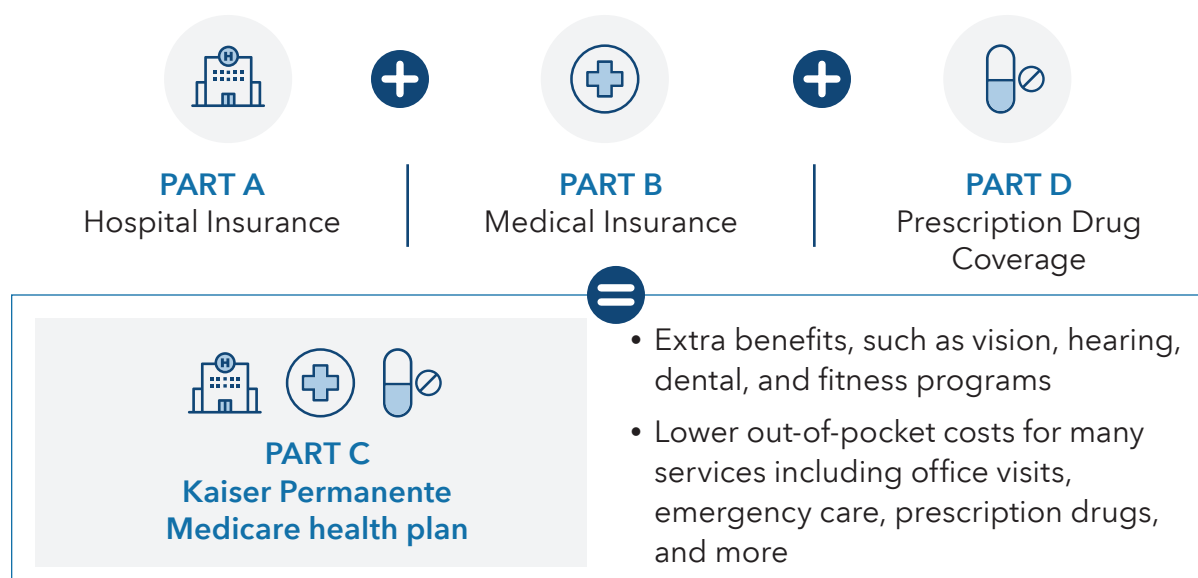 H
PART A
Hospital Insurance
PART B
Medical Insurance
PART D
Prescription Drug
Coverage
H
PART C
Kaiser Permanente
Medicare health plan
• Extra benefits, such as vision, hearing,
dental, and fitness programs
• Lower out-of-pocket costs for many
services including office visits,
emergency care, prescription drugs,
and more